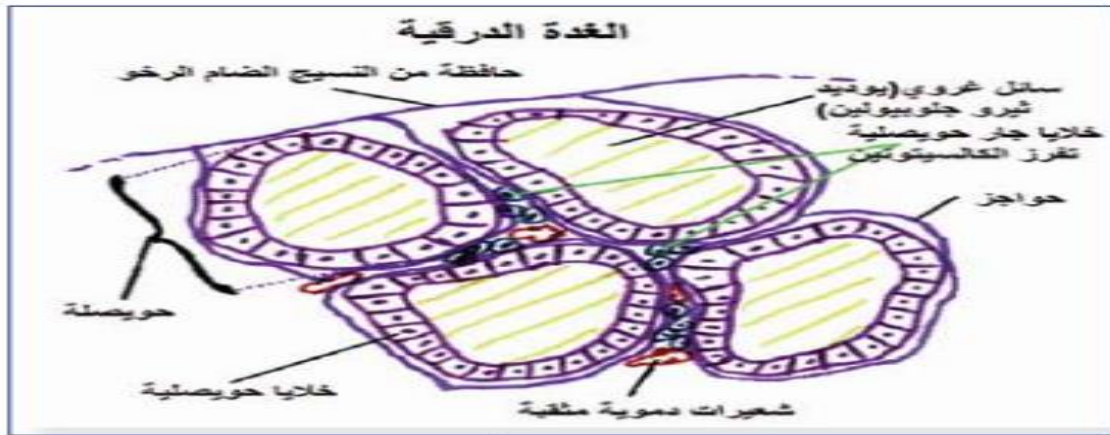 الغدة الدرقية
حافظة من النسيج الضام الرخو
سائل غروي(يوديد
ثيرو جلوبيولين)
خلايا جار حويصلية
تفرز الكالسيتونين
حواجز
حويصلة
خلايا حويصلية
شعيرات دموية مثقبة